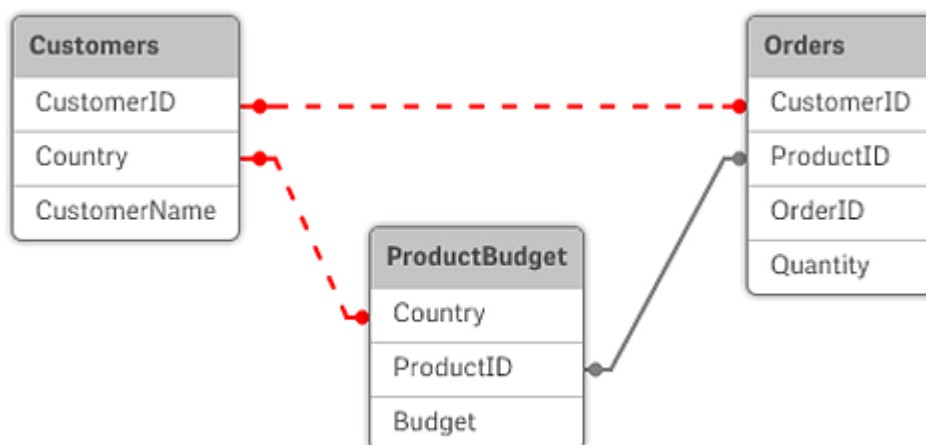 Customers
CustomerID
Country
CustomerName
ProductBudget
Country
ProductID
Budget
Orders
CustomerID
ProductID
OrderID
Quantity